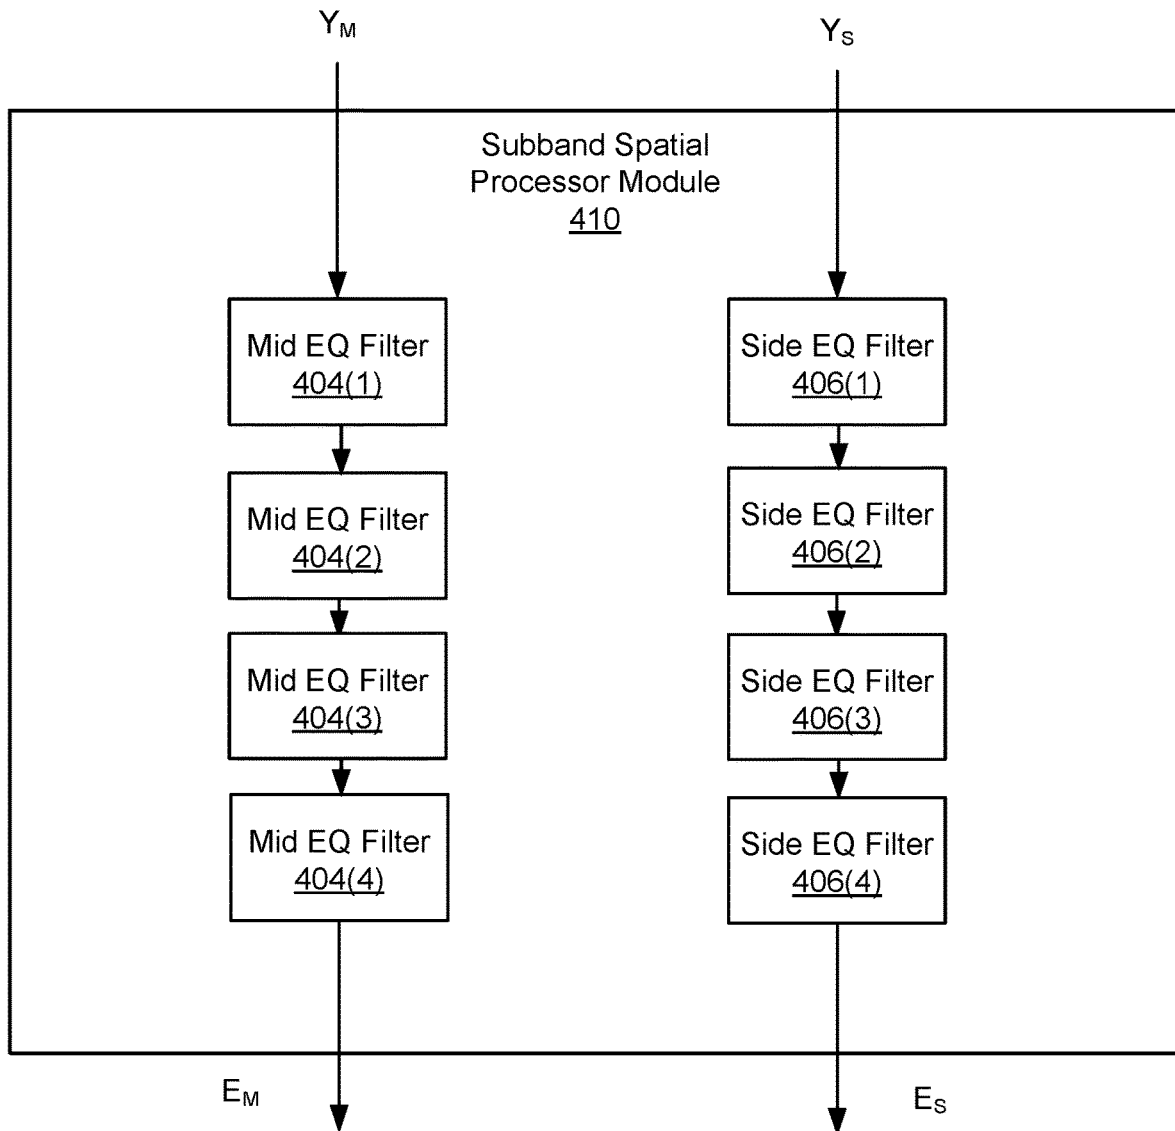 Y_M
Y_S
Subband Spatial
Processor Module
410
Mid EQ Filter
404(1)
Side EQ Filter
406(1)
Mid EQ Filter
404(2)
Side EQ Filter
406(2)
Mid EQ Filter
404(3)
Side EQ Filter
406(3)
Mid EQ Filter
404(4)
Side EQ Filter
406(4)
E_M
E_S